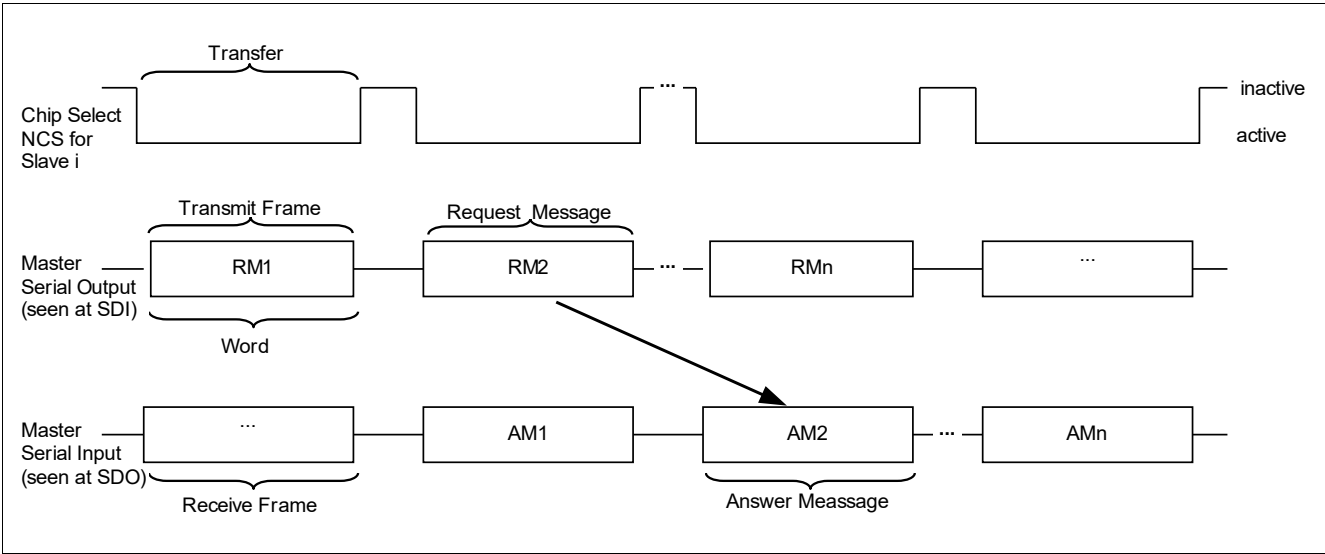 Transfer
...
inactive
Chip Select
NCS for
Slave i
active
Transmit Frame
Request Message
Master
Serial Output
(seen at SDI)
RM1
RM2
...
RMn
...
Word
Master
Serial Input
(seen at SDO)
...
AM1
AM2
...
AMn
Receive Frame
Answer Meassage